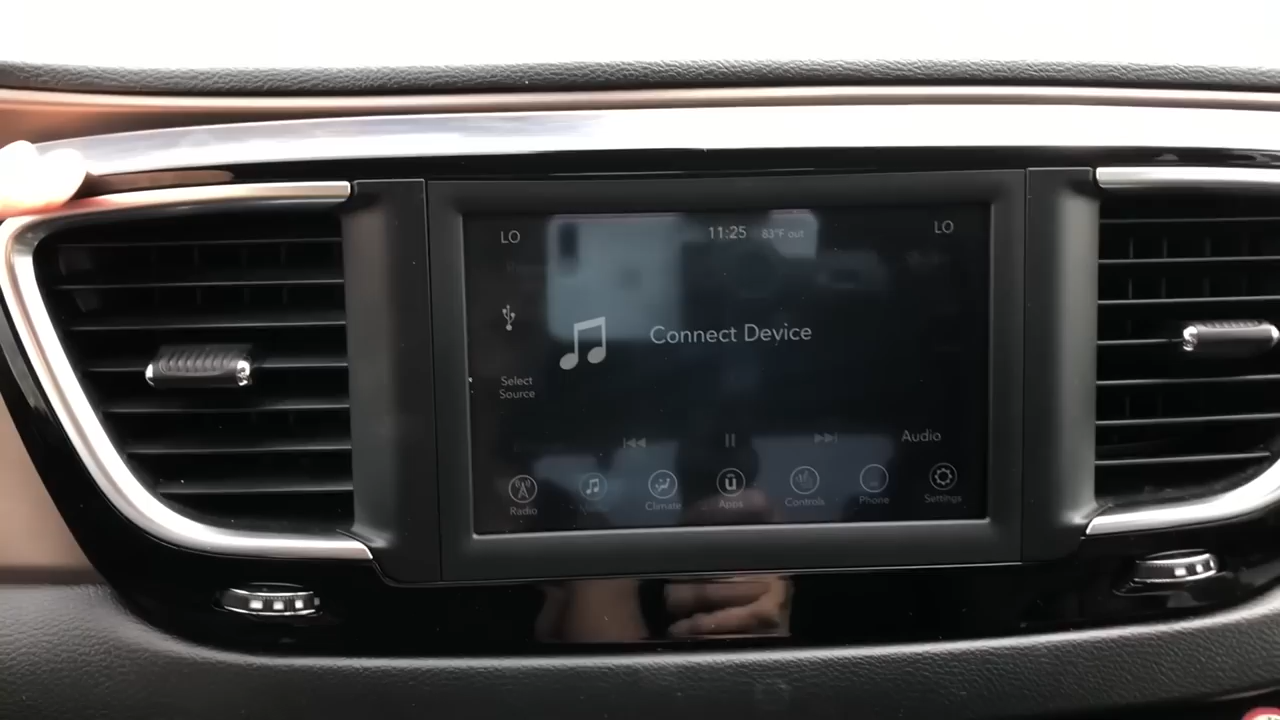 LO
11:25 83°F out
LO
Connect Device
Select
Source
Audio
Radio
Climate
Apps
Controls
Phone
Settings